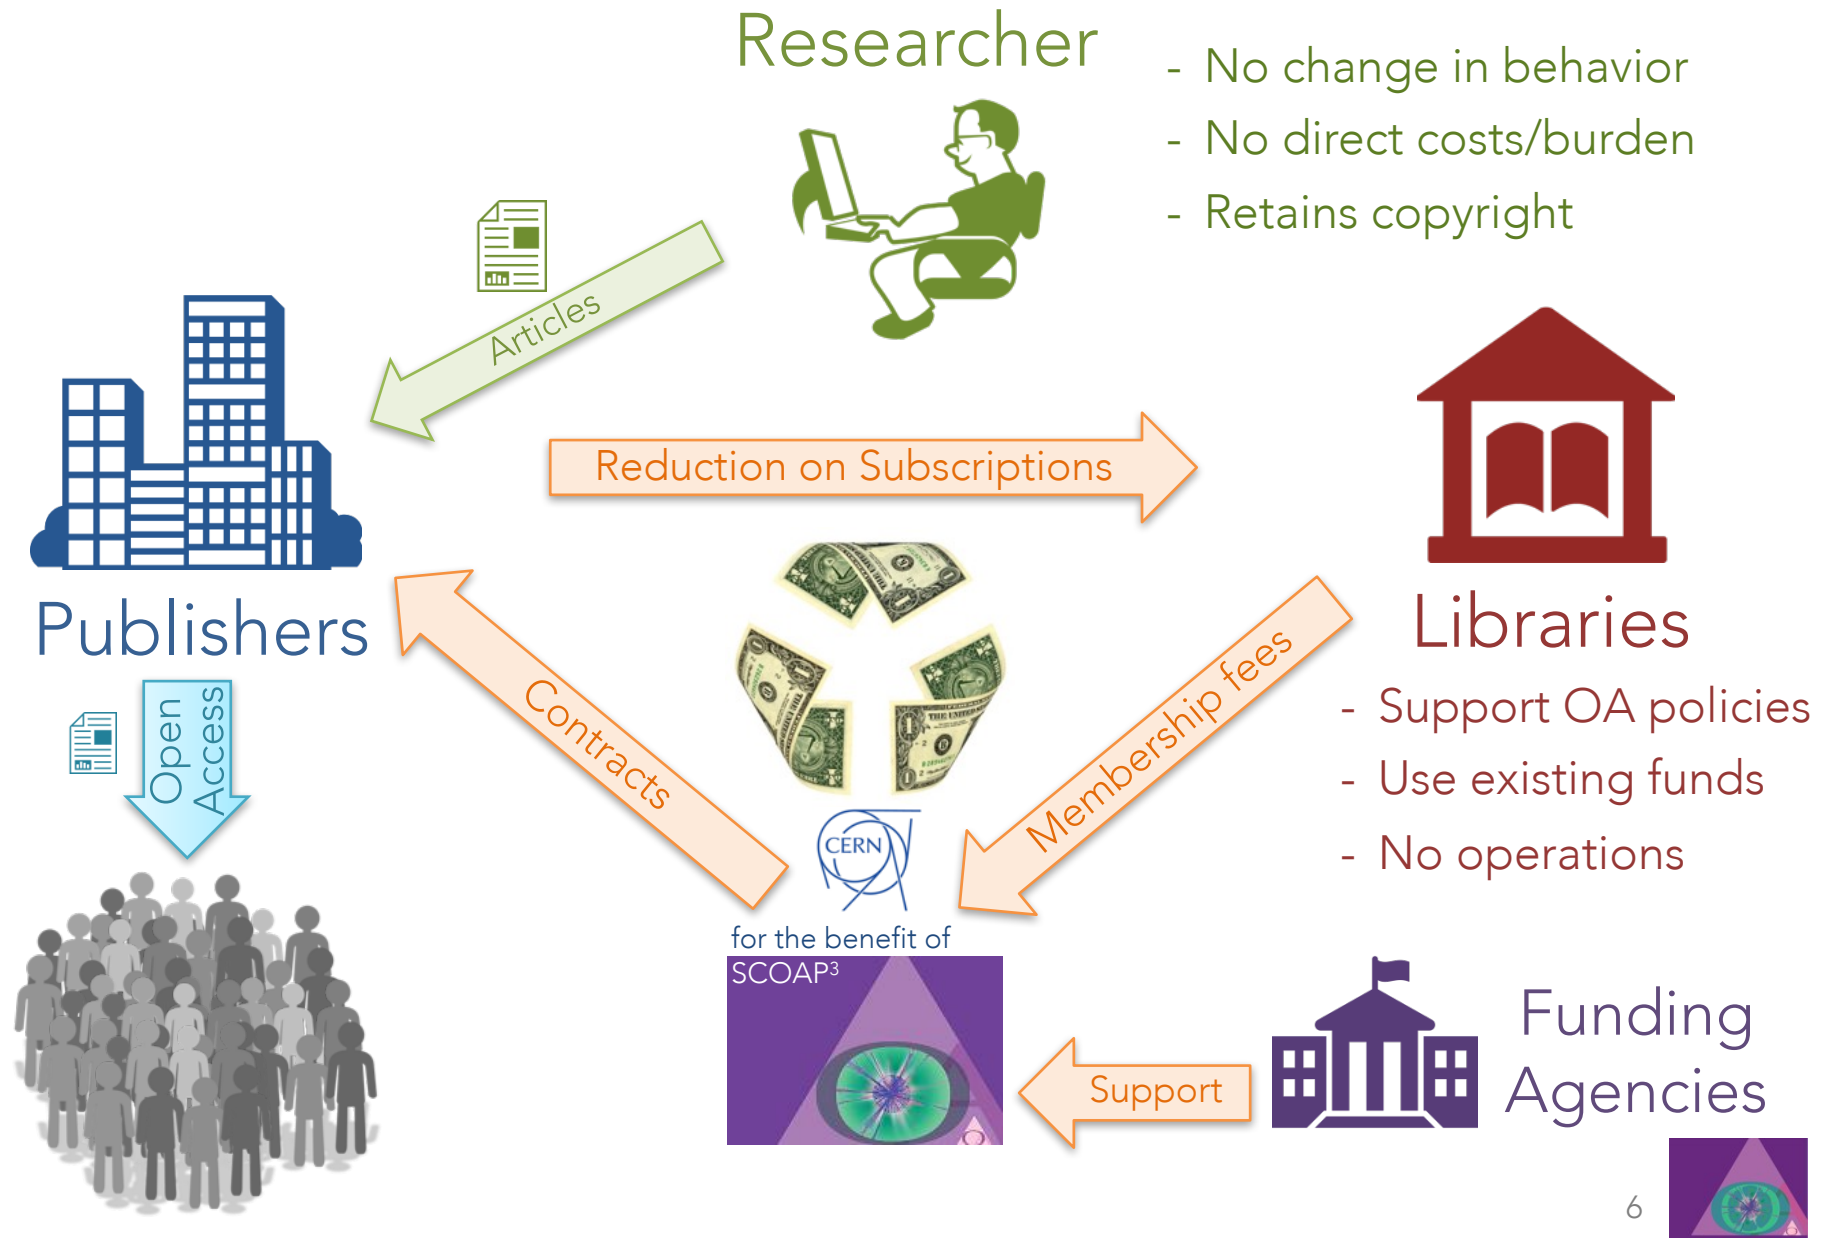 Researcher
- No change in behavior
- No direct costs/burden
- Retains copyright
Articles
Reduction on Subscriptions
Publishers
Libraries
- Support OA policies
- Use existing funds
- No operations
Contracts
Membership fees
Open
Access
CERN
for the benefit of
SCOAP³
Support
Funding
Agencies
6